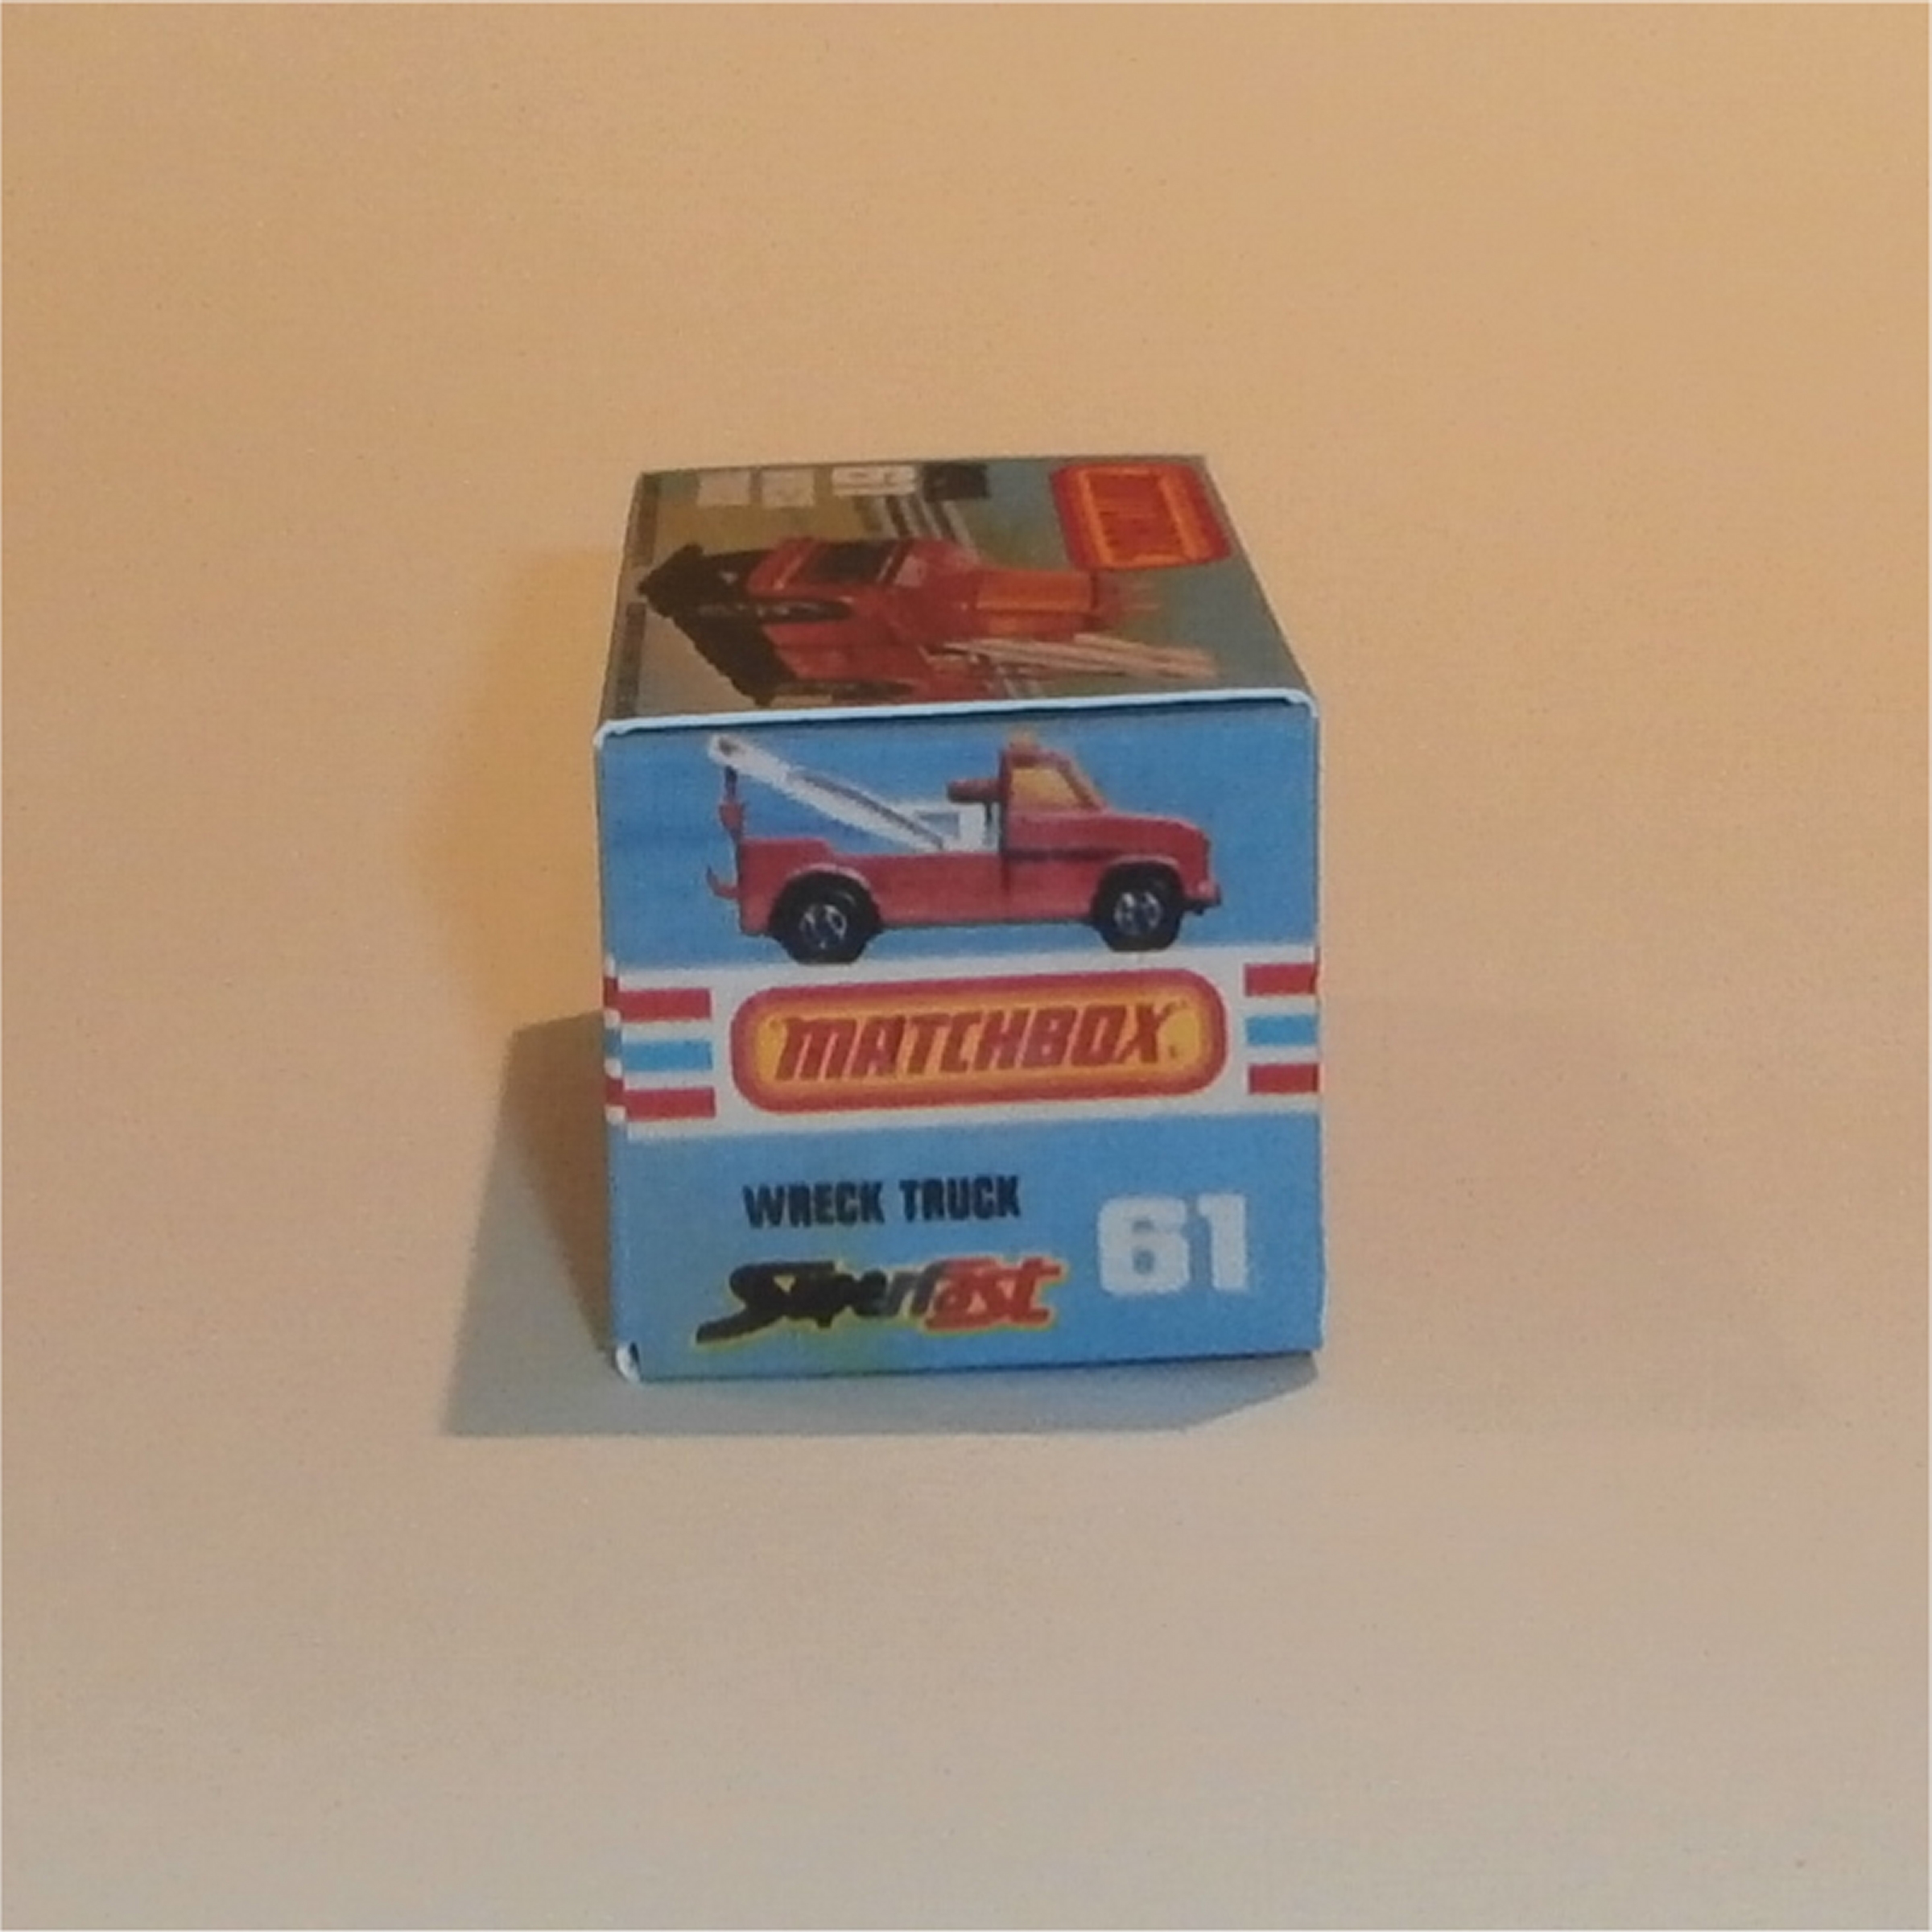 MATCHBOX
WRECK TRUCK
Superfast
61